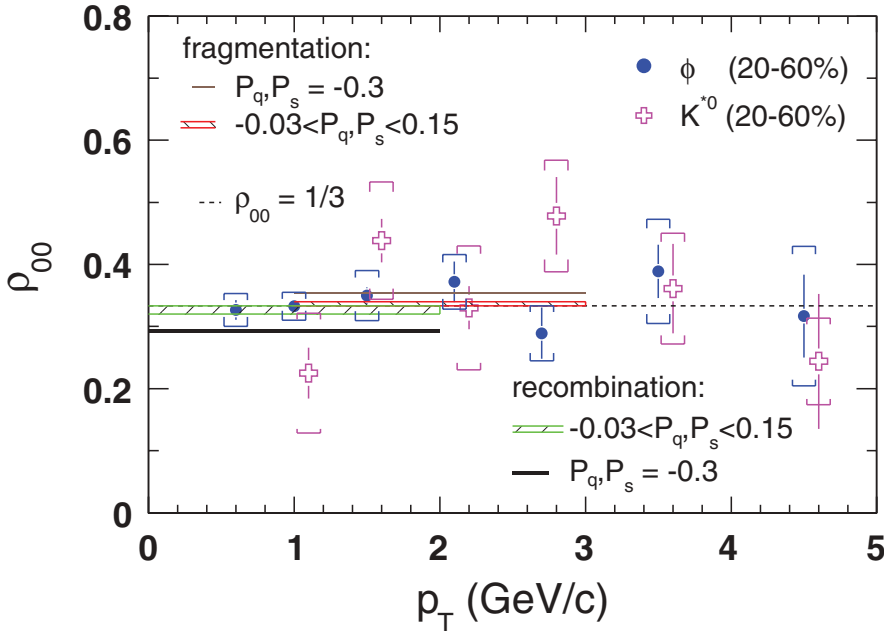 fragmentation:
P_q,P_s = -0.3
-0.03<P_q,P_s<0.15
ρ_00 = 1/3
ϕ (20-60%)
K*0 (20-60%)
recombination:
-0.03<P_q,P_s<0.15
P_q,P_s = -0.3
ρ_00
0.8
0.6
0.4
0.2
0
0 1 2 3 4 5
p_T (GeV/c)